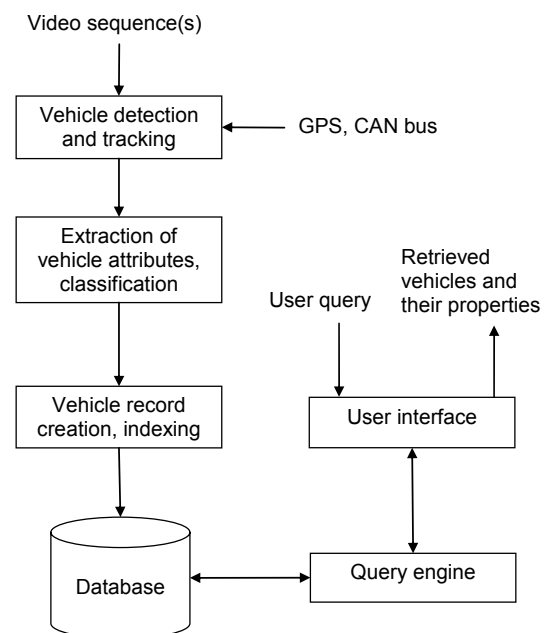 Video sequence(s)
Vehicle detection
and tracking
GPS, CAN bus
Extraction of
vehicle attributes,
classification
Retrieved
vehicles and
their properties
User query
Vehicle record
creation, indexing
User interface
Database
Query engine